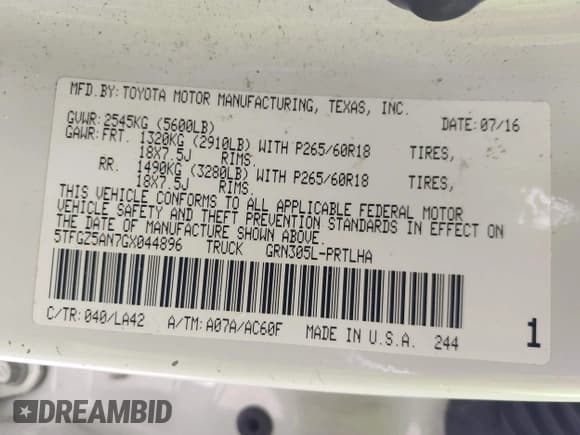 MFD.BY: TOYOTA MOTOR MANUFACTURING, TEXAS, INC.
GVWR: 2545KG (5600LB) DATE: 07/16
GAWR: FRT. 1320KG (2910LB) WITH P265/60R18 TIRES,
18X7.5J RIMS.
RR. 1490KG (3280LB) WITH P265/60R18 TIRES,
18X7.5J RIMS.
THIS VEHICLE CONFORMS TO ALL APPLICABLE FEDERAL MOTOR
VEHICLE SAFETY AND THEFT PREVENTION STANDARDS IN EFFECT ON
THE DATE OF MANUFACTURE SHOWN ABOVE.
5TFGZ5AN7GX044896 TRUCK GRN305L-PRTLHA
C/TR: 040/LA42 A/TM: A07A/AC60F MADE IN U.S.A. 244 1
DREAMBID